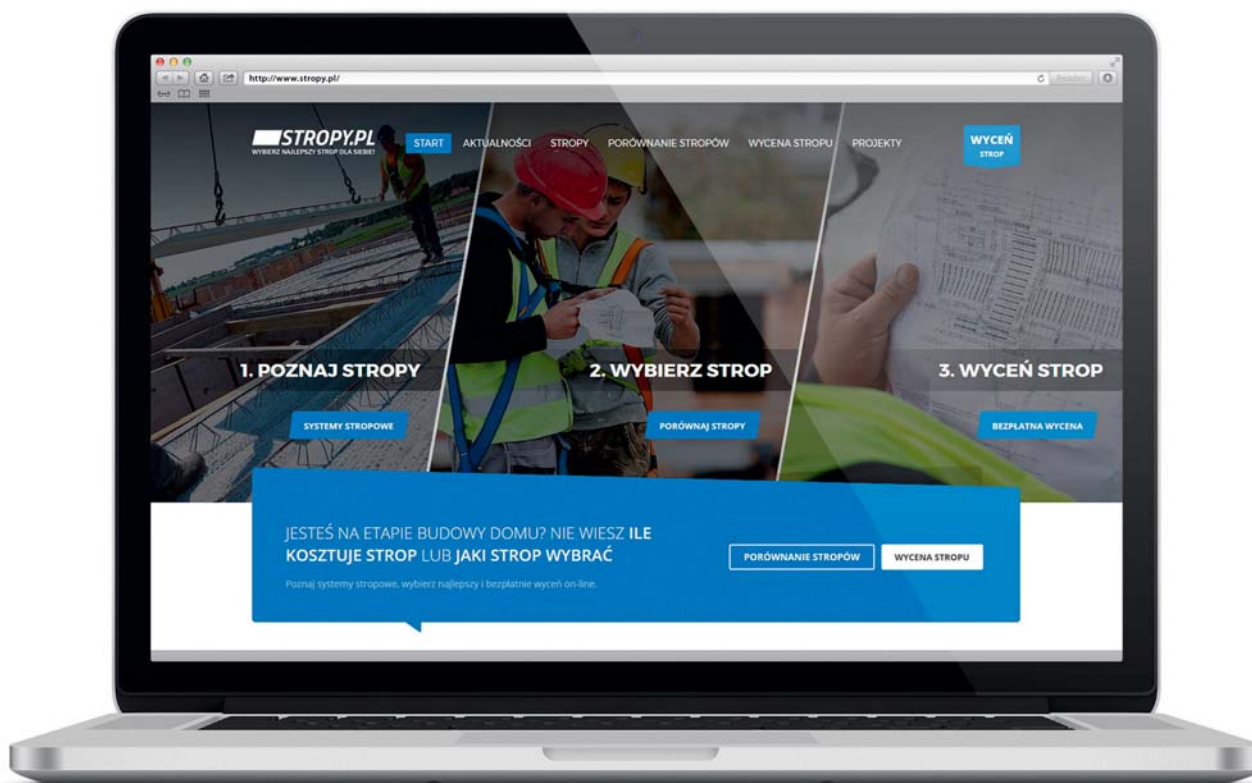 http://www.stropy.pl/
Reader
STROPY.PL
WYBIERZ NAJLEPSZY STROP DLA SIEBIE!
START AKTUALNOŚCI STROPY PORÓWNANIE STROPÓW WYCENA STROPU PROJEKTY
WYCEŃ
STROP
1. POZNAJ STROPY
2. WYBIERZ STROP
3. WYCEŃ STROP
SYSTEMY STROPOWE
PORÓWNAJ STROPY
BEZPŁATNA WYCENA
JESTEŚ NA ETAPIE BUDOWY DOMU? NIE WIESZ ILE
KOSZTUJE STROP LUB JAKI STROP WYBRAĆ
Poznaj systemy stropowe, wybierz najlepszy i bezpłatnie wyceń on-line.
PORÓWNANIE STROPÓW
WYCENA STROPU